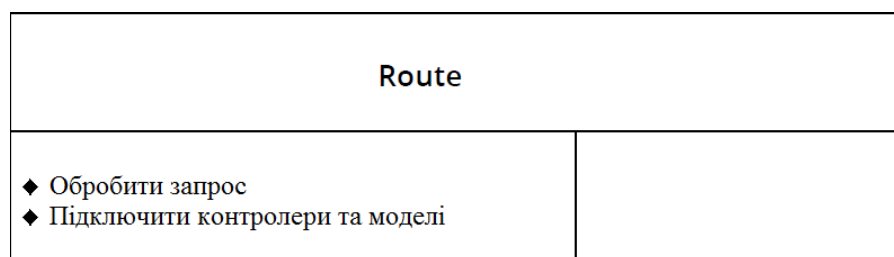 Route
◆ Обробити запрос
◆ Підключити контролери та моделі